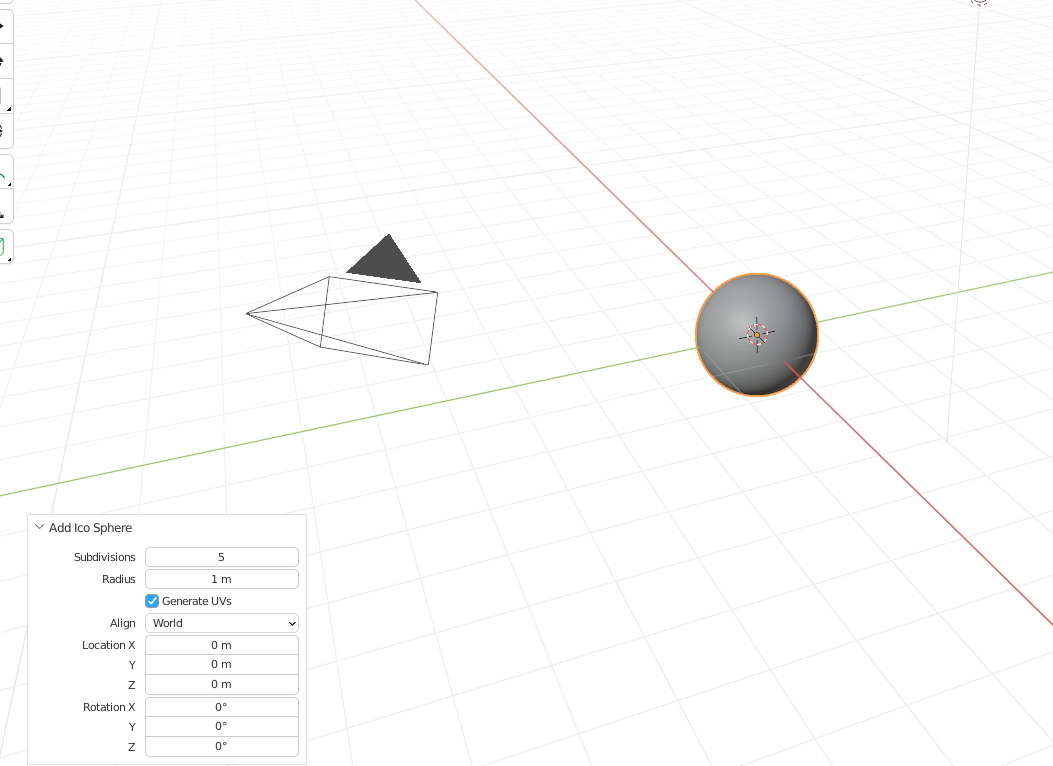 Add Ico Sphere
Subdivisions 5
Radius 1 m
Generate UVs
Align World
Location X 0 m
Y 0 m
Z 0 m
Rotation X 0°
Y 0°
Z 0°